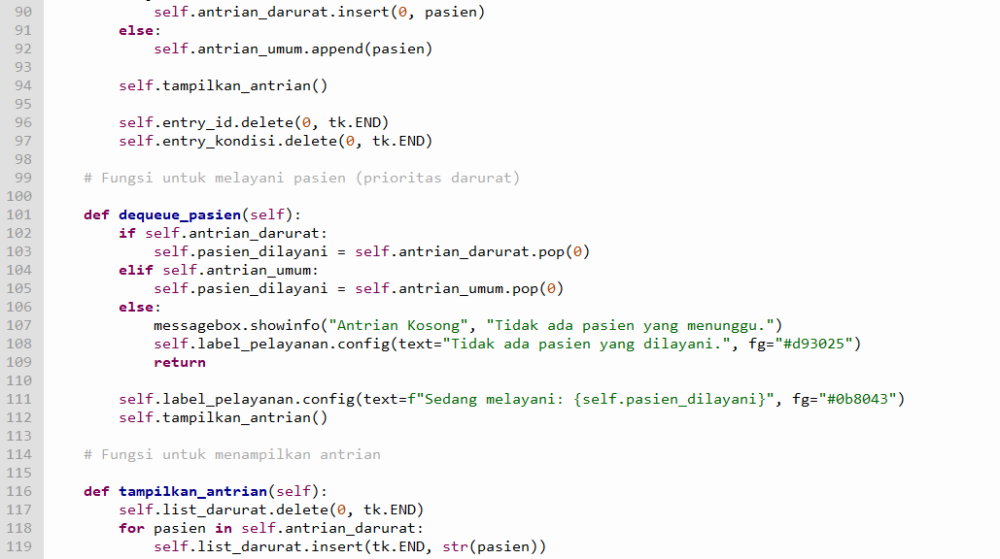 90 self.antrian_darurat.insert(0, pasien)
91 else:
92 self.antrian_umum.append(pasien)
93
94 self.tampilkan_antrian()
95
96 self.entry_id.delete(0, tk.END)
97 self.entry_kondisi.delete(0, tk.END)
98
99 # Fungsi untuk melayani pasien (prioritas darurat)
100
101 def dequeue_pasien(self):
102 if self.antrian_darurat:
103 self.pasien_dilayani = self.antrian_darurat.pop(0)
104 elif self.antrian_umum:
105 self.pasien_dilayani = self.antrian_umum.pop(0)
106 else:
107 messagebox.showinfo("Antrian Kosong", "Tidak ada pasien yang menunggu.")
108 self.label_pelayanan.config(text="Tidak ada pasien yang dilayani.", fg="#d93025")
109 return
110
111 self.label_pelayanan.config(text=f"Sedang melayani: {self.pasien_dilayani}", fg="#0b8043")
112 self.tampilkan_antrian()
113
114 # Fungsi untuk menampilkan antrian
115
116 def tampilkan_antrian(self):
117 self.list_darurat.delete(0, tk.END)
118 for pasien in self.antrian_darurat:
119 self.list_darurat.insert(tk.END, str(pasien))